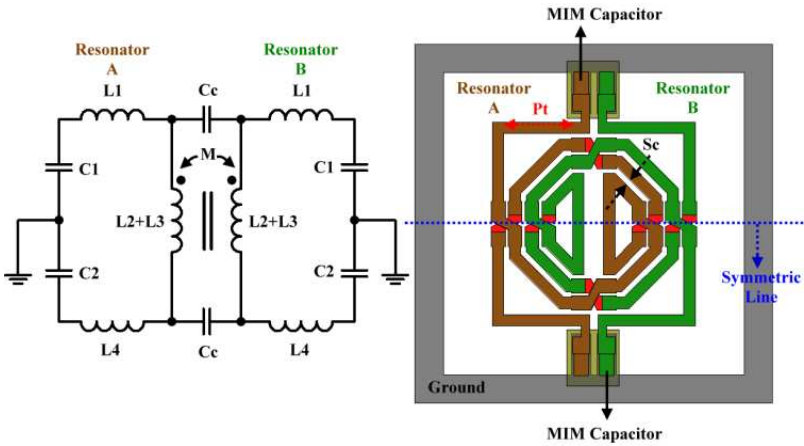 Resonator
A
L1
Cc
Resonator
B
L1
C1
M
C1
L2+L3
L2+L3
C2
C2
L4
Cc
L4
MIM Capacitor
Resonator
A
Pt
Resonator
B
Sc
Symmetric
Line
Ground
MIM Capacitor